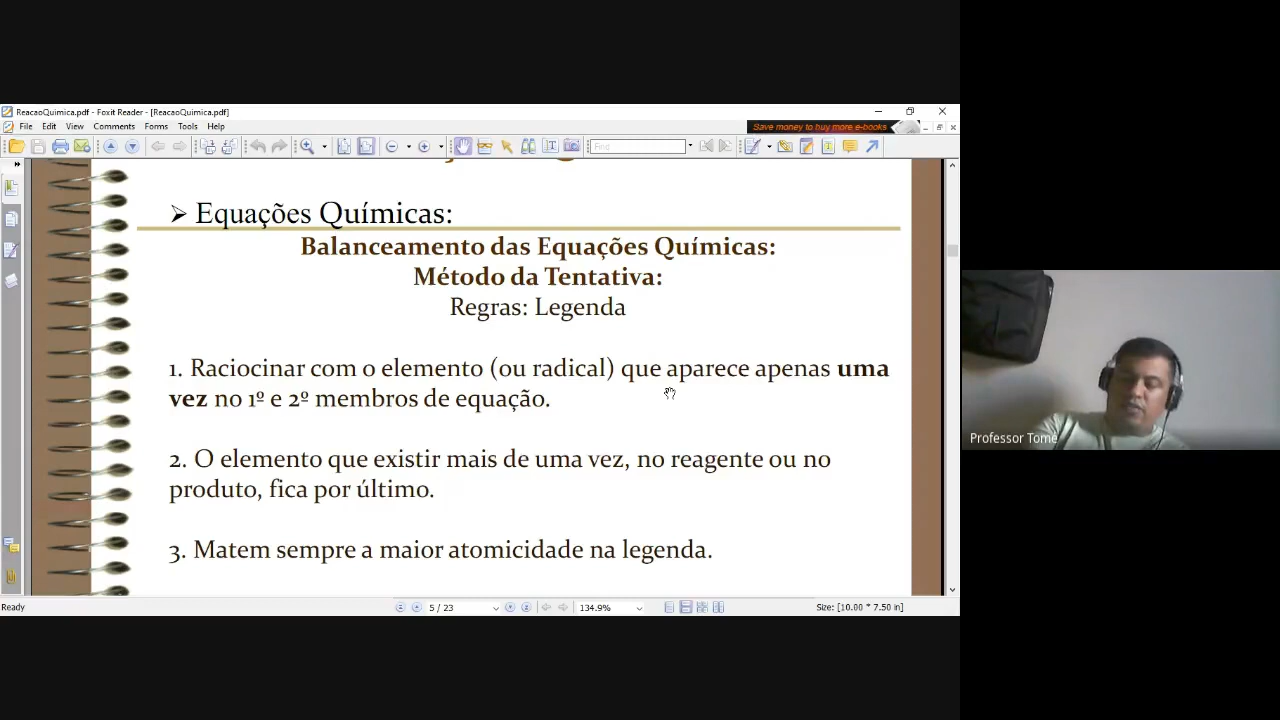 ReacaoQuimica.pdf - Foxit Reader - [ReacaoQuimica.pdf]
File Edit View Comments Forms Tools Help
Save money to buy more e-books
Find
➢ Equações Químicas:
Balanceamento das Equações Químicas:
Método da Tentativa:
Regras: Legenda
1. Raciocinar com o elemento (ou radical) que aparece apenas uma
vez no 1º e 2º membros de equação.
2. O elemento que existir mais de uma vez, no reagente ou no
produto, fica por último.
3. Matem sempre a maior atomicidade na legenda.
Professor Tome
Ready
5 / 23
134.9%
Size: [10.00 * 7.50 in]